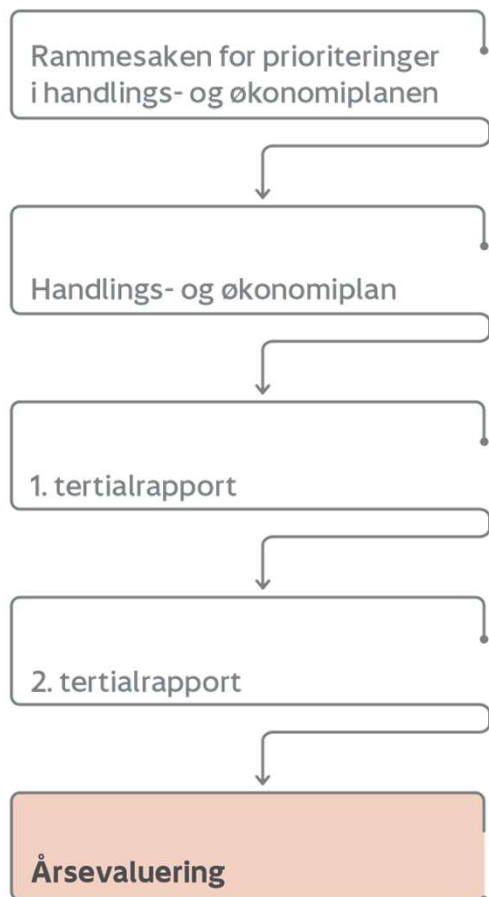 Rammesaken for prioriteringer
i handlings- og økonomiplanen
Handlings- og økonomiplan
1. tertialrapport
2. tertialrapport
Årsevaluering